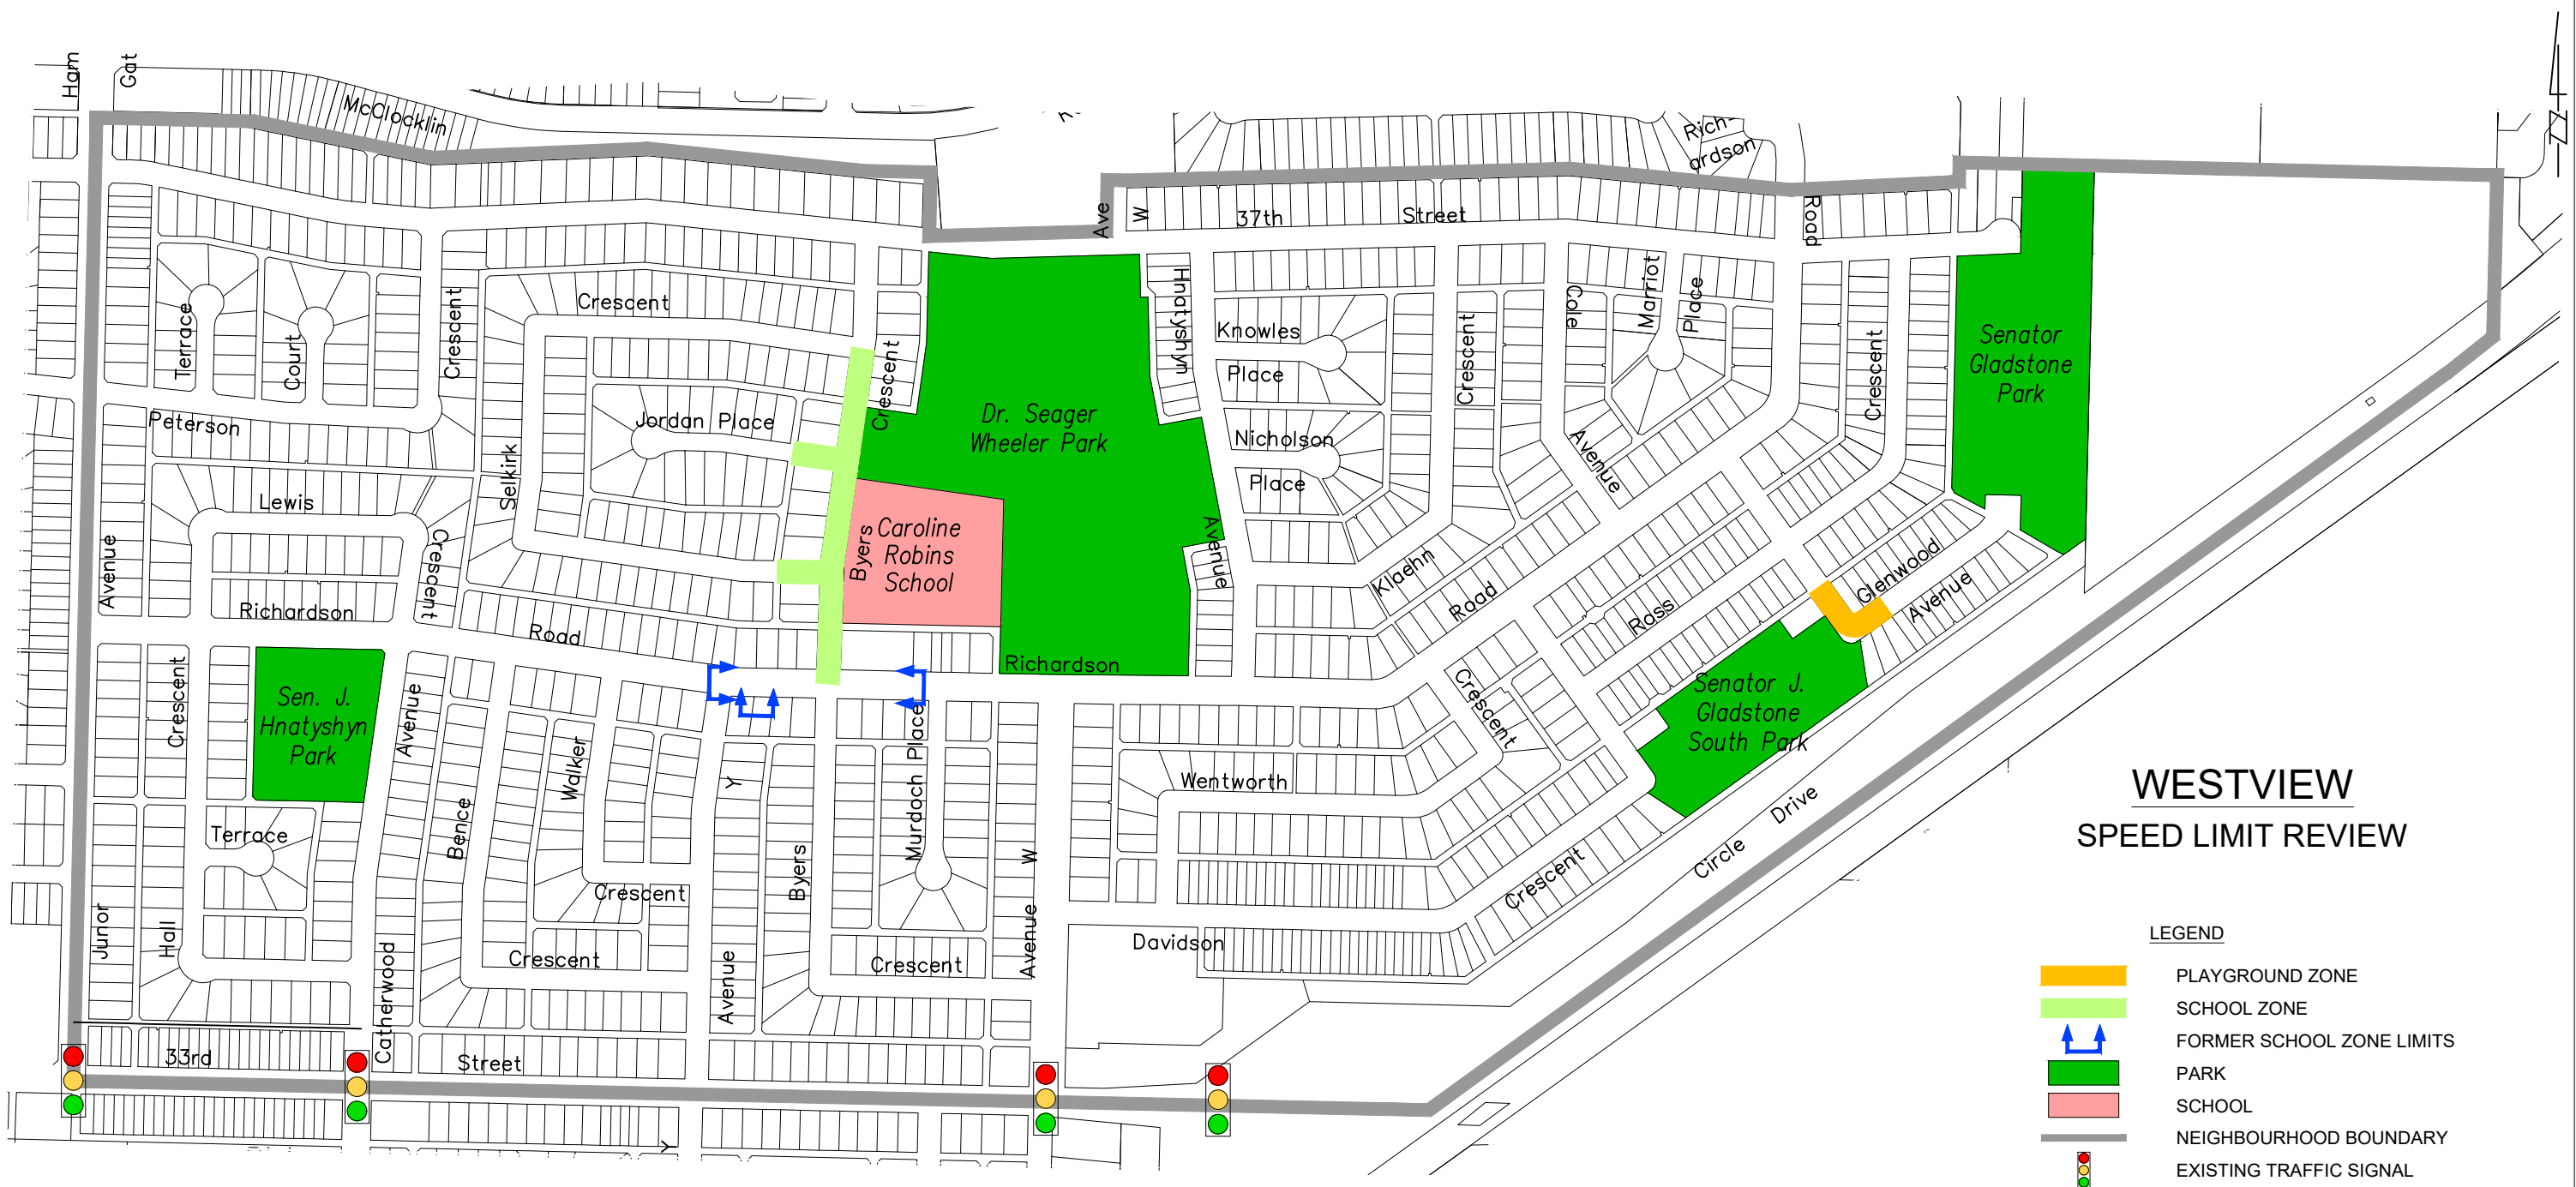 Ham
Gat
McClocklin
Rich-
ardson
Ave
W
37th
Street
Road
Hnatyshyn
Crescent
Crescent
Terrace
Court
Knowles
Place
Crescent
Cole
Marriot
Place
Crescent
Senator
Gladstone
Park
Crescent
Peterson
Jordan Place
Dr. Seager
Wheeler Park
Nicholson
Place
Avenue
Selkirk
Lewis
Crescent
Avenue
Byers
Caroline
Robins
School
Avenue
Klaehn
Road
Ross
Glenwood
Avenue
Richardson
Road
Richardson
Crescent
Sen. J.
Hnatyshyn
Park
Avenue
Crescent
Senator J.
Gladstone
South Park
Walker
Y
Murdoch Place
Wentworth
Terrace
Bence
Byers
W
Crescent
Crescent
Circle
Drive
Junor
Hall
Catherwood
Crescent
Avenue
Crescent
Avenue
Davidson
33rd
Street
Y
WESTVIEW
SPEED LIMIT REVIEW
LEGEND
PLAYGROUND ZONE
SCHOOL ZONE
FORMER SCHOOL ZONE LIMITS
PARK
SCHOOL
NEIGHBOURHOOD BOUNDARY
EXISTING TRAFFIC SIGNAL